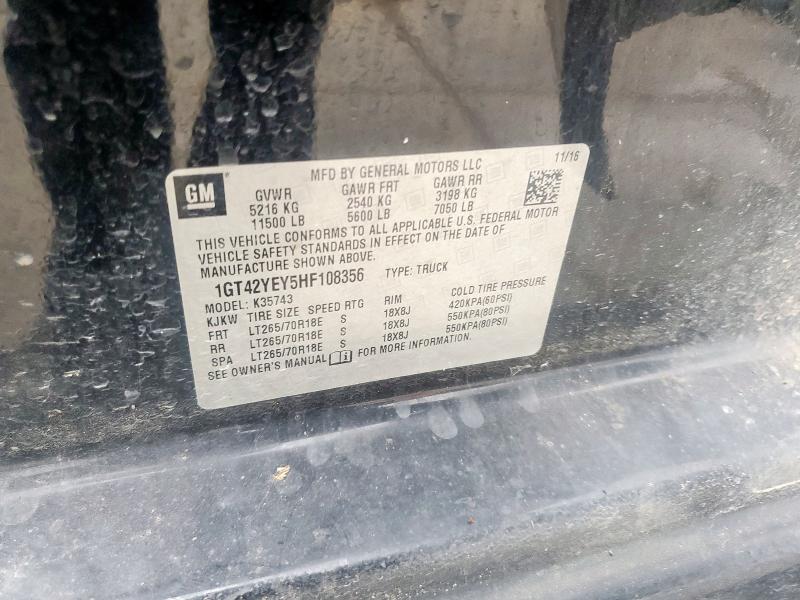 MFD BY GENERAL MOTORS LLC 11/16
GM GVWR GAWR FRT GAWR RR
5216 KG 2540 KG 3198 KG
11500 LB 5600 LB 7050 LB
THIS VEHICLE CONFORMS TO ALL APPLICABLE U.S. FEDERAL MOTOR
VEHICLE SAFETY STANDARDS IN EFFECT ON THE DATE OF
MANUFACTURE SHOWN ABOVE.
1GT42YEY5HF108356 TYPE: TRUCK
MODEL: K35743
KJKW TIRE SIZE SPEED RTG RIM COLD TIRE PRESSURE
FRT LT265/70R18E S 18X8J 420KPA(60PSI)
RR LT265/70R18E S 18X8J 550KPA(80PSI)
SPA LT265/70R18E S 18X8J 550KPA(80PSI)
SEE OWNER'S MANUAL i FOR MORE INFORMATION.